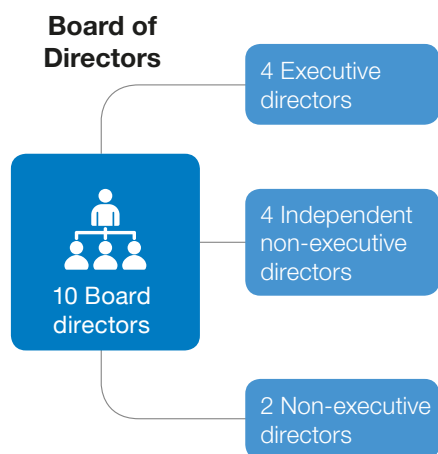 Board of
Directors
4 Executive
directors
10 Board
directors
4 Independent
non-executive
directors
2 Non-executive
directors